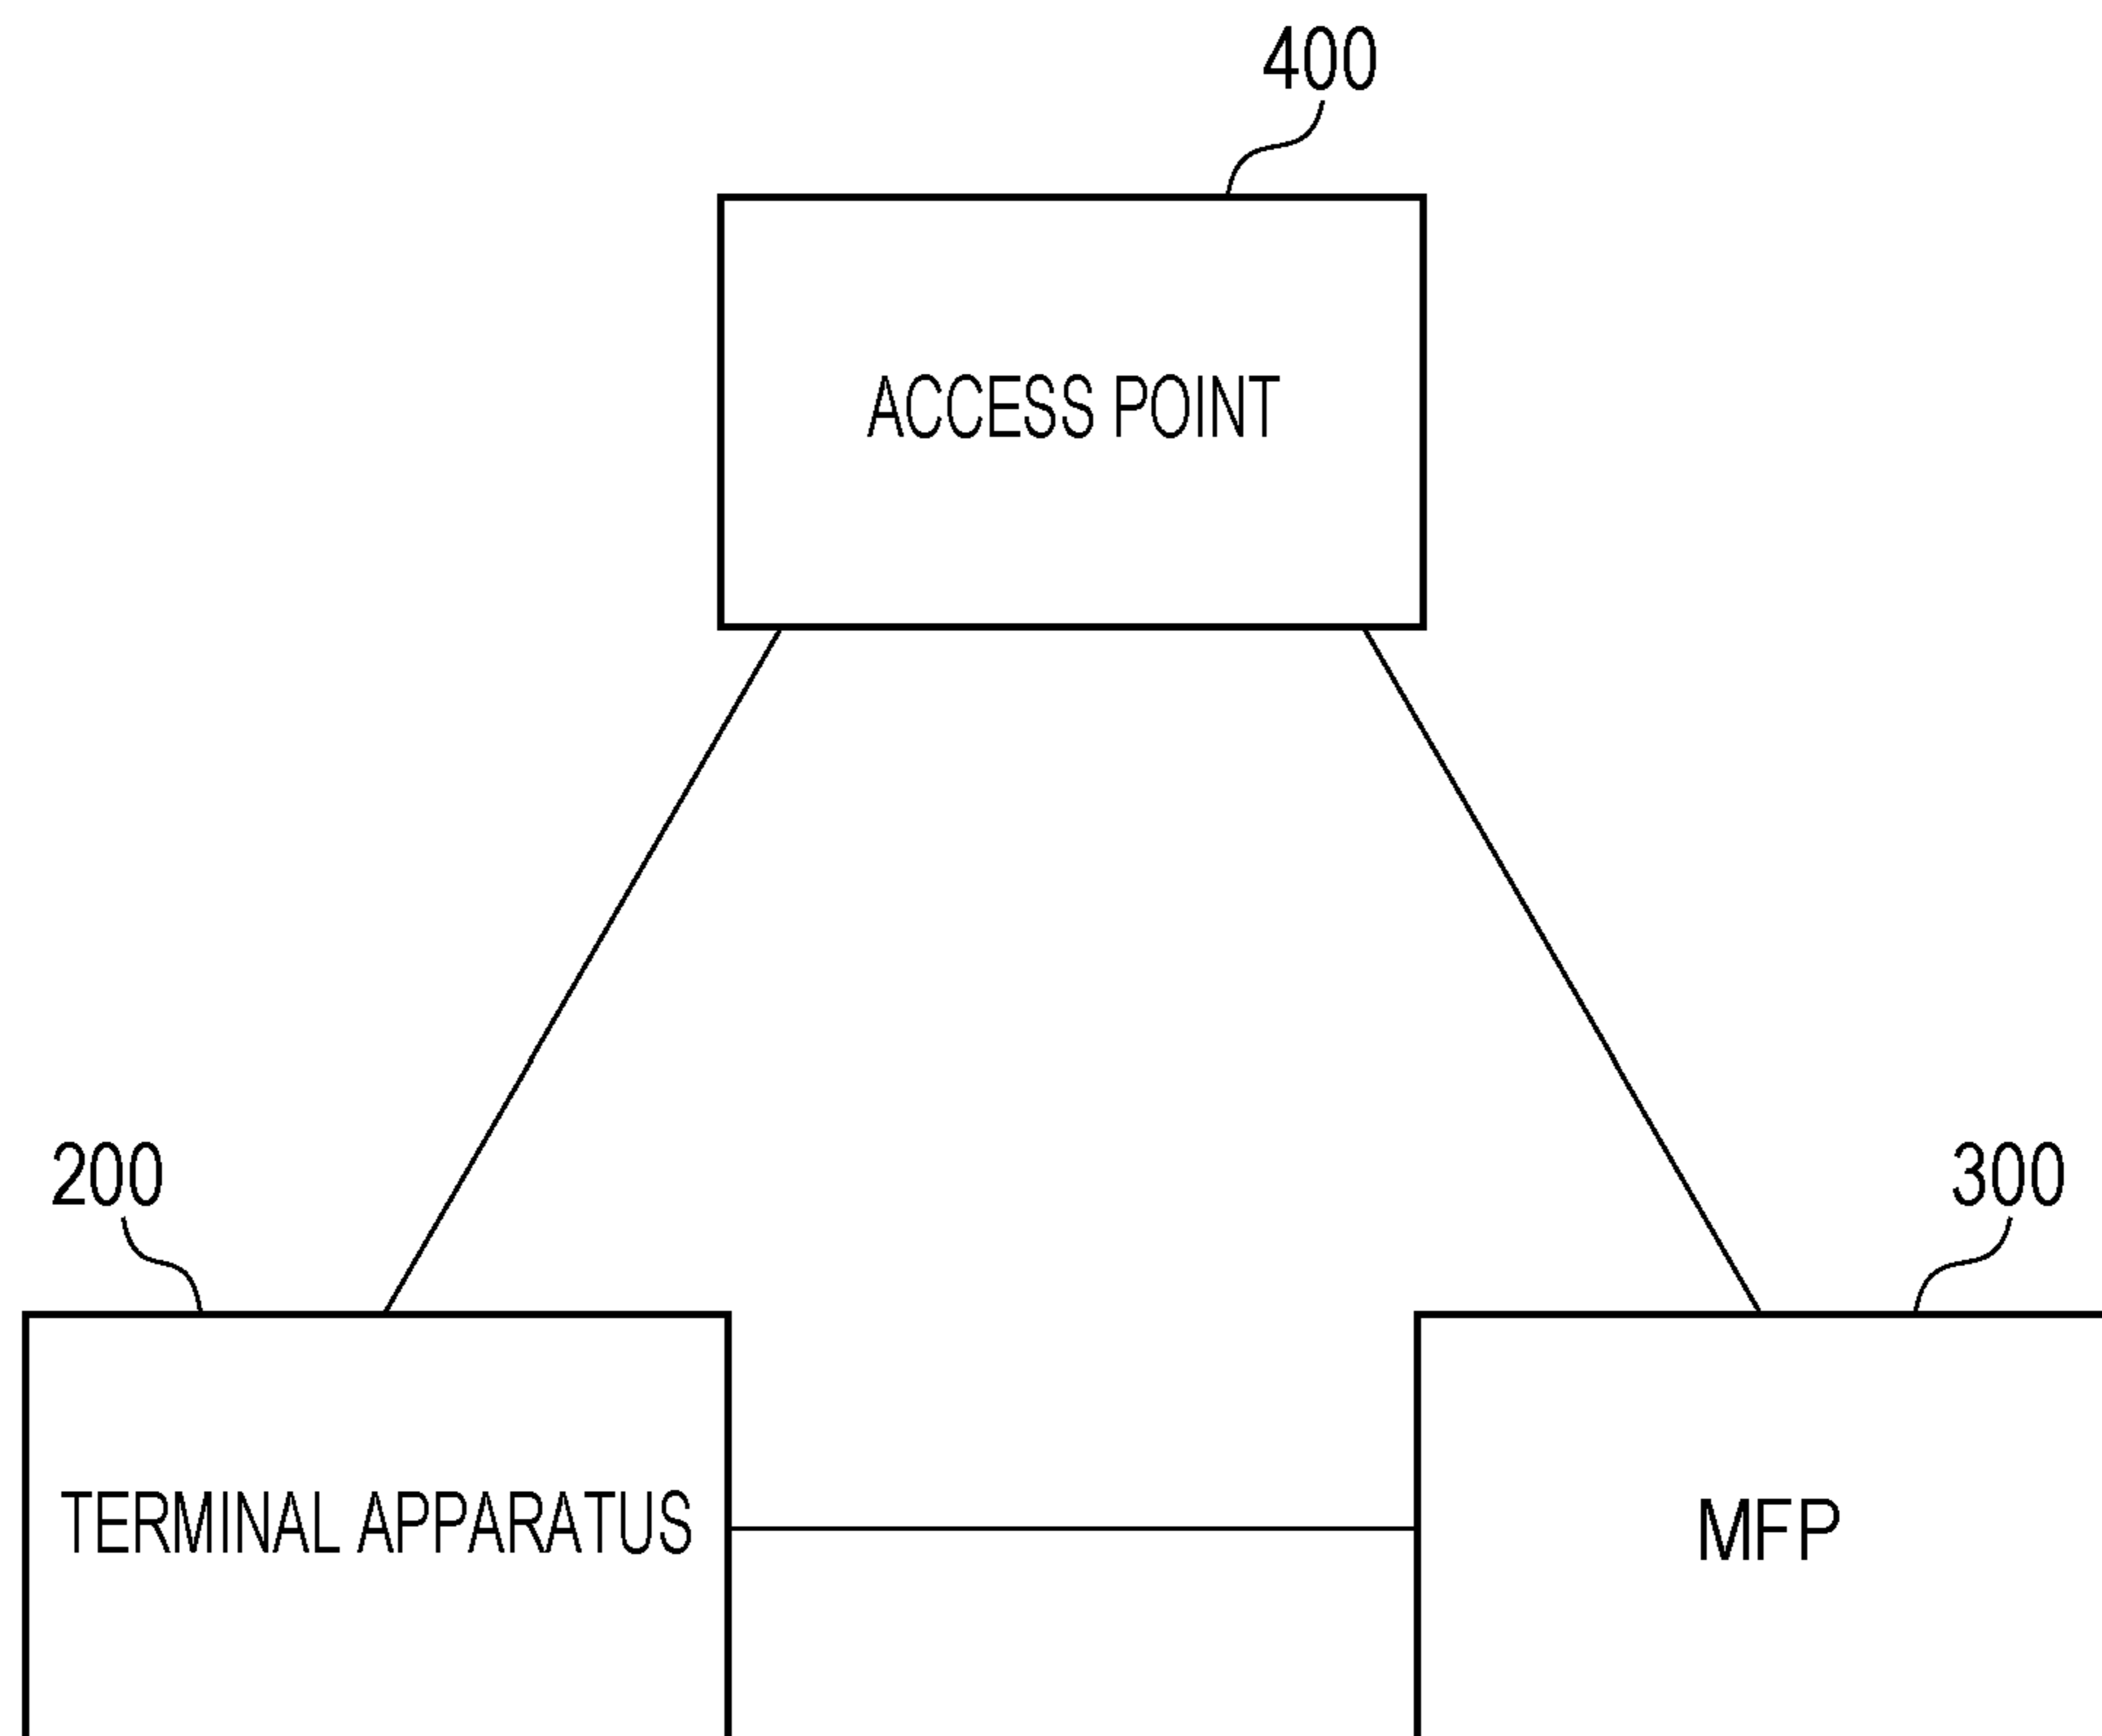 400
ACCESS POINT
200
300
TERMINAL APPARATUS
MFP